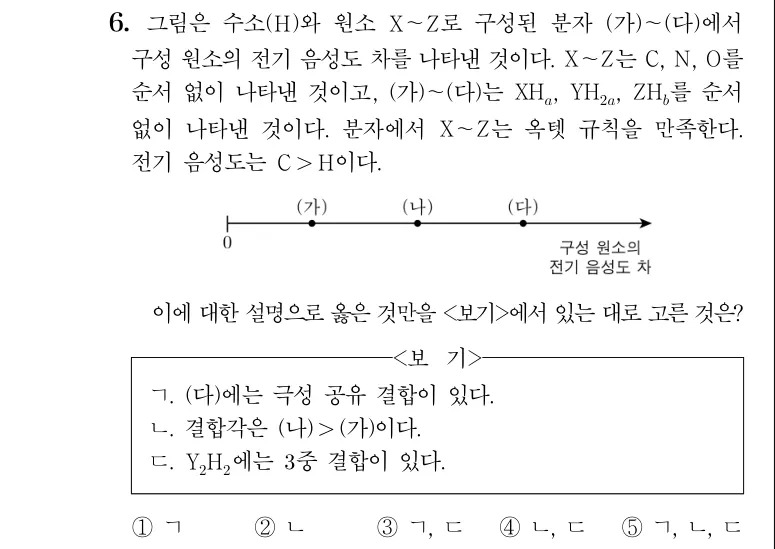 6. 그림은 수소(H)와 원소 X~Z로 구성된 분자 (가)~(다)에서
구성 원소의 전기 음성도 차를 나타낸 것이다. X~Z는 C, N, O를
순서 없이 나타낸 것이고, (가)~(다)는 XHₐ, YH₂ₐ, ZH_b를 순서
없이 나타낸 것이다. 분자에서 X~Z는 옥텟 규칙을 만족한다.
전기 음성도는 C>H이다.
(가) (나) (다)
0
구성 원소의
전기 음성도 차
이에 대한 설명으로 옳은 것만을 <보기>에서 있는 대로 고른 것은?
<보 기>
ㄱ. (다)에는 극성 공유 결합이 있다.
ㄴ. 결합각은 (나)>(가)이다.
ㄷ. Y₂H₂에는 3중 결합이 있다.
① ㄱ ② ㄴ ③ ㄱ, ㄷ ④ ㄴ, ㄷ ⑤ ㄱ, ㄴ, ㄷ